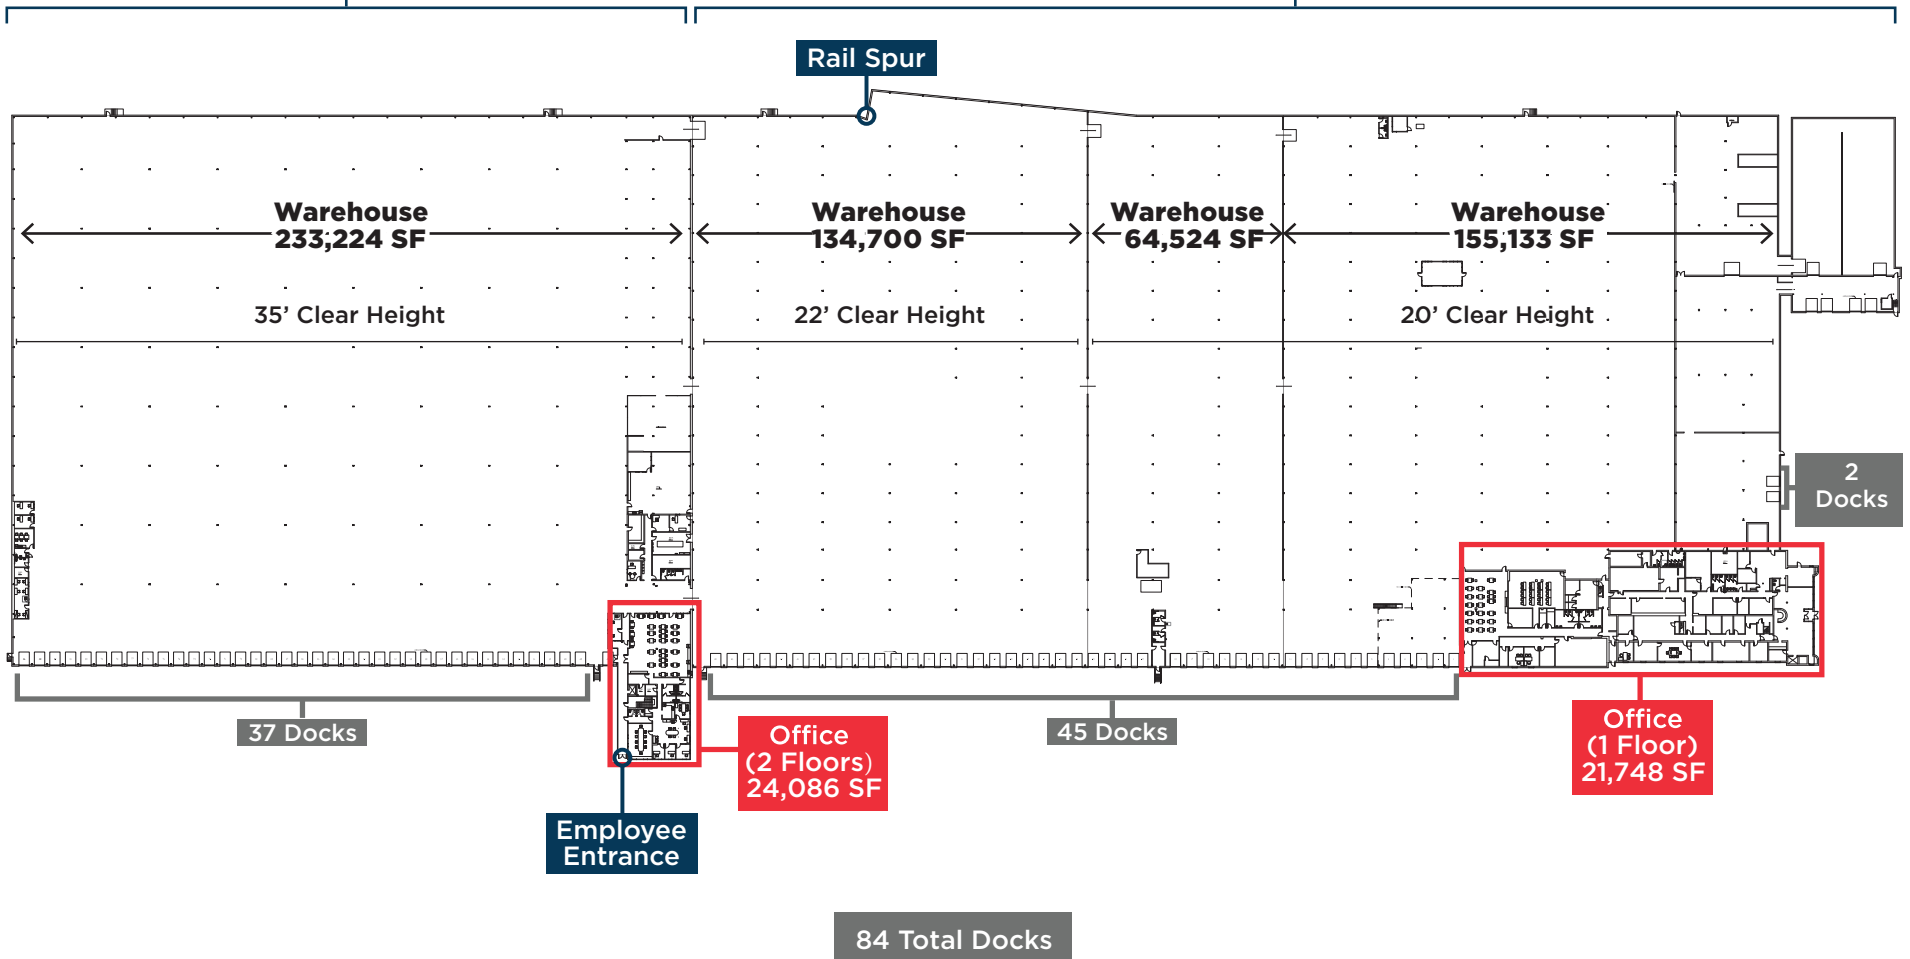 Rail Spur
Warehouse
233,224 SF
Warehouse
134,700 SF
Warehouse
64,524 SF
Warehouse
155,133 SF
35’ Clear Height
22’ Clear Height
20’ Clear Height
2
Docks
37 Docks
45 Docks
Office
(2 Floors)
24,086 SF
Office
(1 Floor)
21,748 SF
Employee
Entrance
84 Total Docks